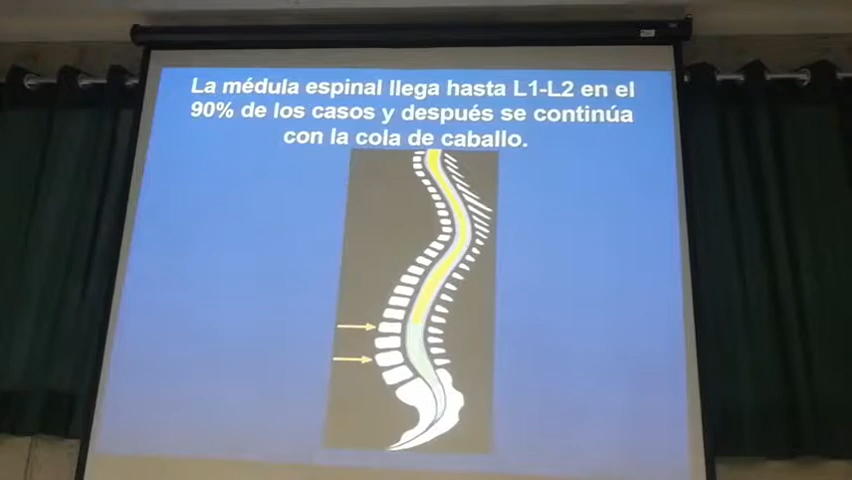 La médula espinal llega hasta L1-L2 en el
90% de los casos y después se continúa
con la cola de caballo.